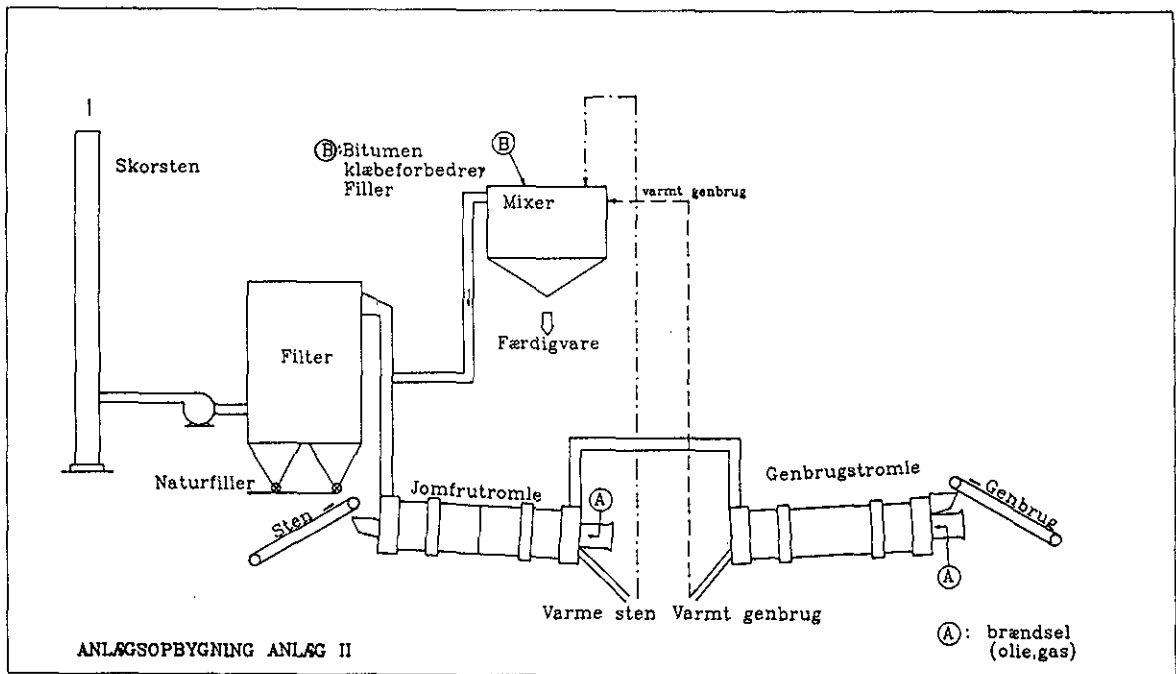 Skorsten
B
B:Bitumen
klæbeforbedrer
Filler
Mixer
varmt genbrug
Færdigvare
Filter
Naturfiller
Sten
Jomfrutromle
A
Genbrugstromle
Genbrug
A
Varme sten
Varmt genbrug
A: brændsel
(olie,gas)
ANLÆGSOPBYGNING ANLÆG II